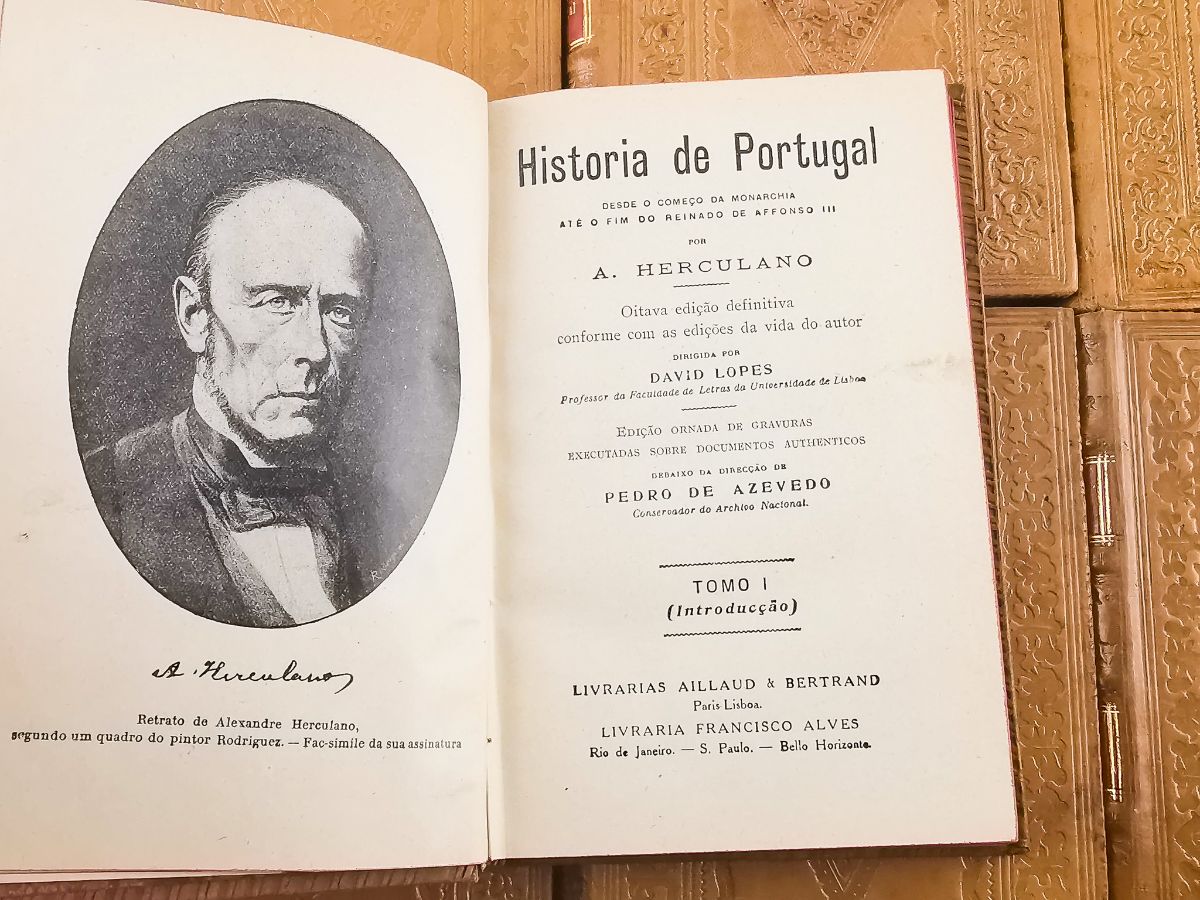 A. Herculano
Retrato de Alexandre Herculano,
segundo um quadro do pintor Rodriguez. — Fac-simile da sua assinatura
Historia de Portugal
DESDE O COMEÇO DA MONARCHIA
ATÉ O FIM DO REINADO DE AFFONSO III
POR
A. HERCULANO
Oitava edição definitiva
conforme com as edições da vida do autor
DIRIGIDA POR
DAVID LOPES
Professor da Faculdade de Letras da Universidade de Lisboa
EDIÇÃO ORNADA DE GRAVURAS
EXECUTADAS SOBRE DOCUMENTOS AUTHENTICOS
DEBAIXO DA DIRECÇÃO DE
PEDRO DE AZEVEDO
Conservador do Archivo Nacional.
TOMO I
(Introducção)
LIVRARIAS AILLAUD & BERTRAND
Paris-Lisboa.
LIVRARIA FRANCISCO ALVES
Rio de Janeiro. — S. Paulo. — Bello Horizonte.